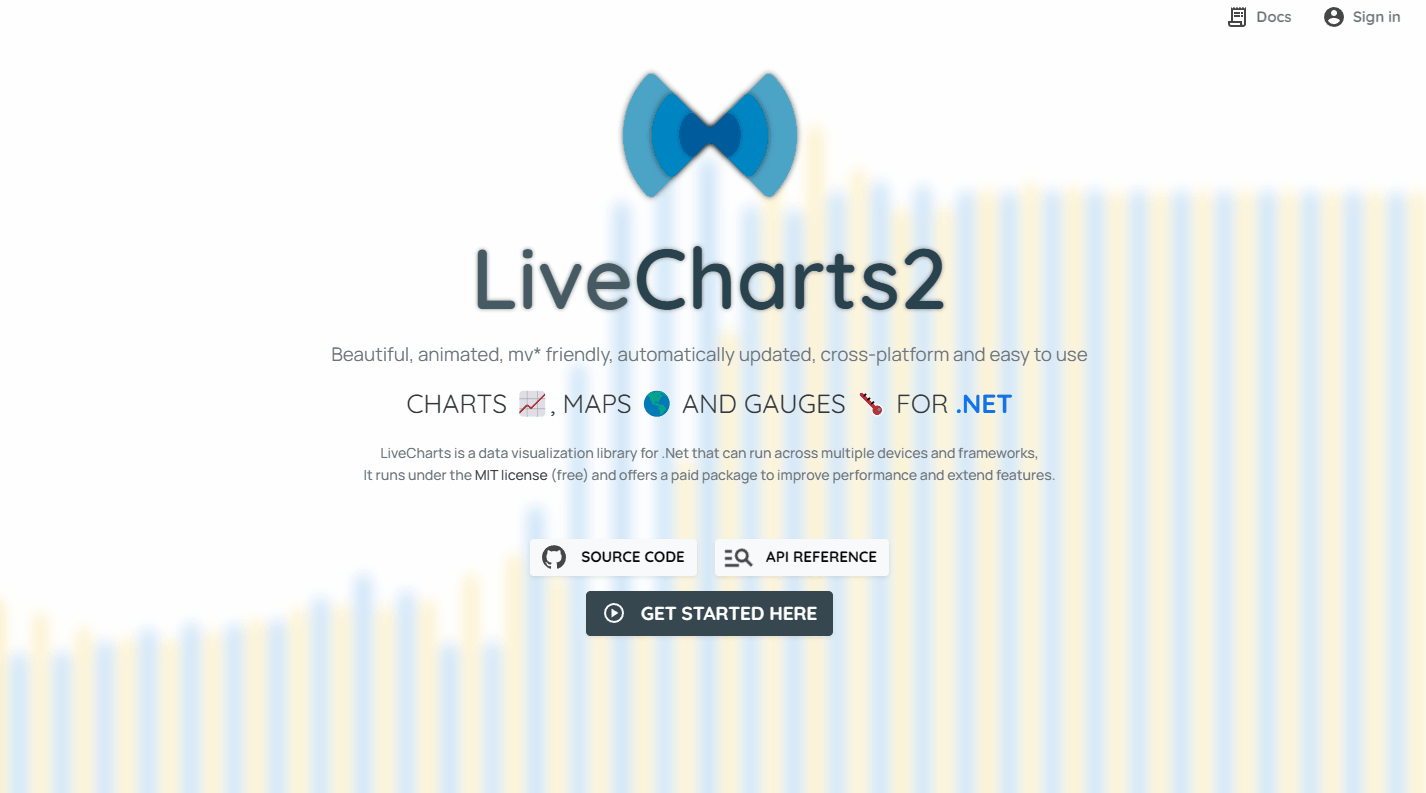 Docs Sign in
LiveCharts2
Beautiful, animated, mv* friendly, automatically updated, cross-platform and easy to use
CHARTS 📈, MAPS 🌎 AND GAUGES 🌡 FOR .NET
LiveCharts is a data visualization library for .Net that can run across multiple devices and frameworks,
It runs under the MIT license (free) and offers a paid package to improve performance and extend features.
SOURCE CODE API REFERENCE
GET STARTED HERE